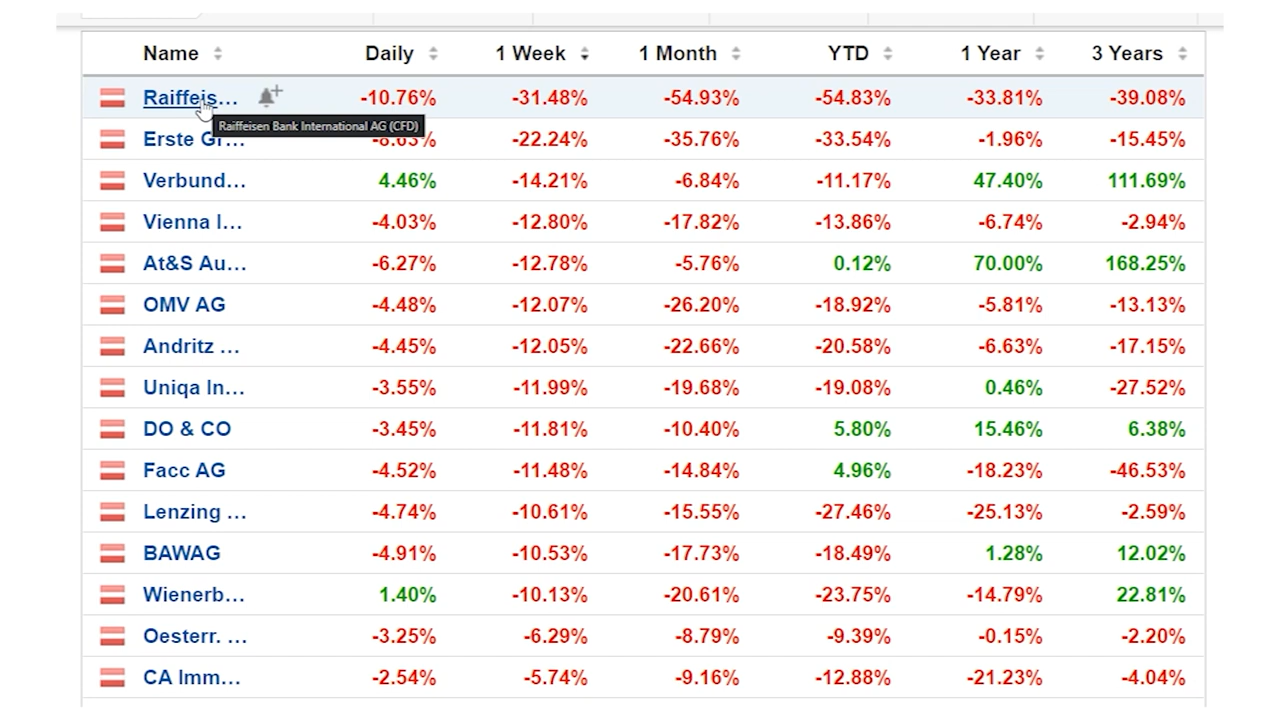 Name Daily 1 Week 1 Month YTD 1 Year 3 Years
Raiffeis... -10.76% -31.48% -54.93% -54.83% -33.81% -39.08%
Raiffeisen Bank International AG (CFD)
Erste Gr... -8.63% -22.24% -35.76% -33.54% -1.96% -15.45%
Verbund... 4.46% -14.21% -6.84% -11.17% 47.40% 111.69%
Vienna I... -4.03% -12.80% -17.82% -13.86% -6.74% -2.94%
At&S Au... -6.27% -12.78% -5.76% 0.12% 70.00% 168.25%
OMV AG -4.48% -12.07% -26.20% -18.92% -5.81% -13.13%
Andritz ... -4.45% -12.05% -22.66% -20.58% -6.63% -17.15%
Uniqa In... -3.55% -11.99% -19.68% -19.08% 0.46% -27.52%
DO & CO -3.45% -11.81% -10.40% 5.80% 15.46% 6.38%
Facc AG -4.52% -11.48% -14.84% 4.96% -18.23% -46.53%
Lenzing ... -4.74% -10.61% -15.55% -27.46% -25.13% -2.59%
BAWAG -4.91% -10.53% -17.73% -18.49% 1.28% 12.02%
Wienerb... 1.40% -10.13% -20.61% -23.75% -14.79% 22.81%
Oesterr. ... -3.25% -6.29% -8.79% -9.39% -0.15% -2.20%
CA Imm... -2.54% -5.74% -9.16% -12.88% -21.23% -4.04%